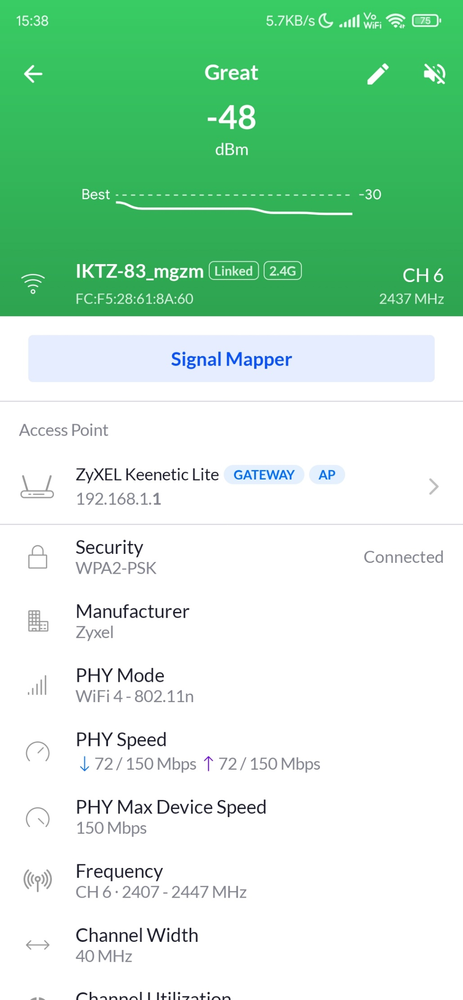 15:38 5.7KB/s Vo WiFi 75
Great
-48
dBm
Best -30
IKTZ-83_mgzm Linked 2.4G CH 6
FC:F5:28:61:8A:60 2437 MHz
Signal Mapper
Access Point
ZyXEL Keenetic Lite GATEWAY AP
192.168.1.1
Security
WPA2-PSK
Connected
Manufacturer
Zyxel
PHY Mode
WiFi 4 - 802.11n
PHY Speed
↓ 72 / 150 Mbps ↑ 72 / 150 Mbps
PHY Max Device Speed
150 Mbps
Frequency
CH 6 · 2407 - 2447 MHz
Channel Width
40 MHz
Channel Utilization